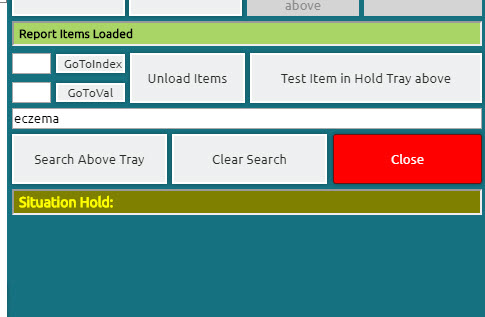 above
Report Items Loaded
GoToIndex
Unload Items
Test Item in Hold Tray above
GoToVal
eczema
Search Above Tray
Clear Search
Close
Situation Hold: